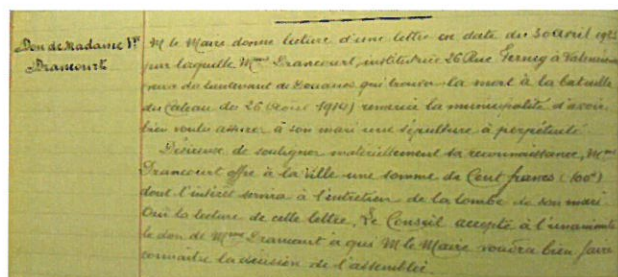 Don de Madame Vve
Drancourt
M. le Maire donne lecture d'une lettre en date du 30 avril 192
par laquelle Mme Drancourt, institutrice 26 Rue Ferney à Valencienn
veuve du lieutenant de Douanes qui trouva la mort à la bataille
du Cateau des 26 (Août 1914) remercie la municipalité d'avoir
bien voulu assurer à son mari une sépulture à perpétuité
Désireuse de souligner matériellement sa reconnaissance, Mme
Drancourt offre à la Ville une somme de Cent francs (100f)
dont l'intérêt servira à l'entretien de la tombe de son mari
Oui la lecture de cette lettre, Le Conseil accepte à l'unanimité
le don de Mme Drancourt à qui M. le Maire voudra bien faire
connaître la décision de l'assemblée.